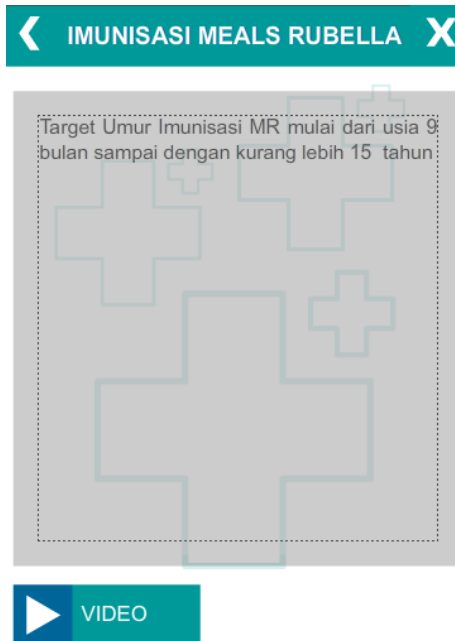 IMUNISASI MEALS RUBELLA X
Target Umur Imunisasi MR mulai dari usia 9
bulan sampai dengan kurang lebih 15 tahun
VIDEO